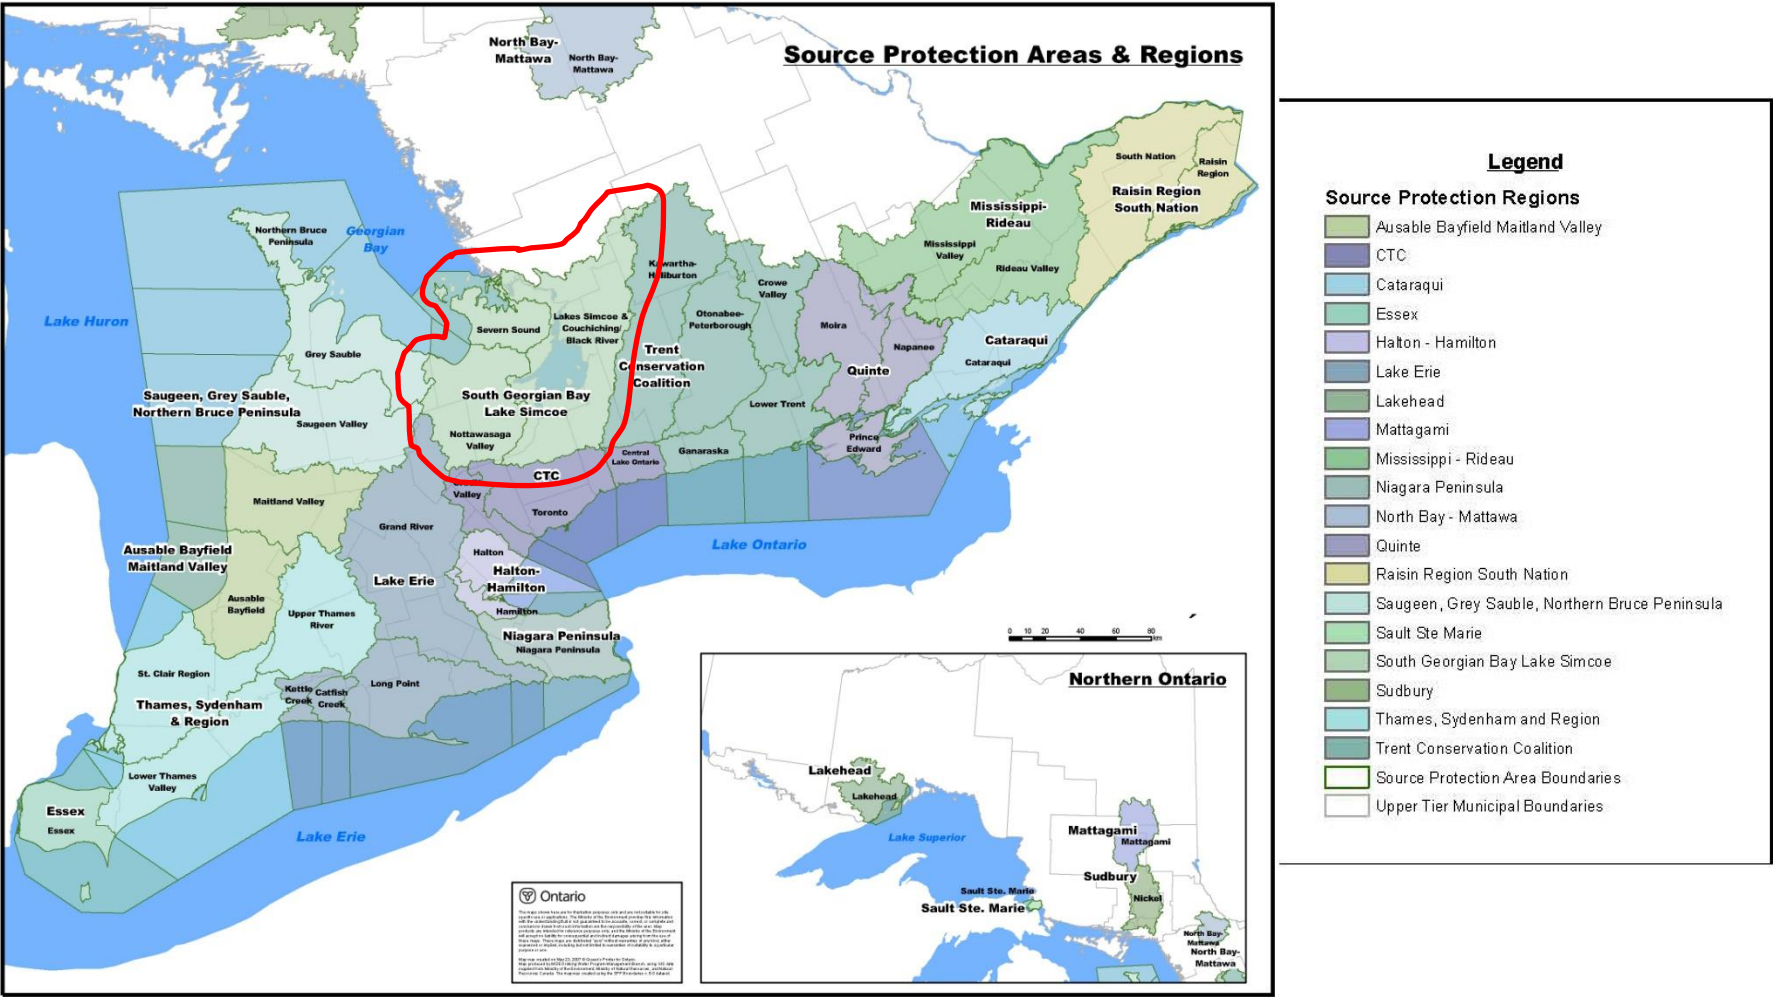 Source Protection Areas & Regions
North Bay-
Mattawa
North Bay-
Mattawa
Northern Bruce
Peninsula
Georgian
Bay
Lake Huron
Grey Sauble
Saugeen, Grey Sauble,
Northern Bruce Peninsula
Saugeen Valley
Severn Sound
Lakes Simcoe &
Couchiching/
Black River
South Georgian Bay
Lake Simcoe
Nottawasaga
Valley
Kawartha-
Haliburton
Crowe
Valley
Otonabee-
Peterborough
Trent
Conservation
Coalition
Lower Trent
Ganaraska
Moira
Napanee
Quinte
Prince
Edward
Mississippi-
Rideau
Mississippi
Valley
Rideau Valley
South Nation
Raisin
Region
Raisin Region
South Nation
Cataraqui
Cataraqui
Central
Lake Ontario
CTC
Valley
Toronto
Lake Ontario
Maitland Valley
Ausable Bayfield
Maitland Valley
Ausable
Bayfield
Grand River
Lake Erie
Halton
Halton-
Hamilton
Hamilton
Niagara Peninsula
Niagara Peninsula
Upper Thames
River
St. Clair Region
Thames, Sydenham
& Region
Kettle
Creek
Catfish
Creek
Long Point
Lower Thames
Valley
Essex
Essex
Lake Erie
0 10 20 40 60 80
km
Northern Ontario
Lakehead
Lakehead
Lake Superior
Mattagami
Mattagami
Sudbury
Nickel
Sault Ste. Marie
Sault Ste. Marie
North Bay-
Mattawa
North Bay-
Mattawa
Ontario
Legend
Source Protection Regions
Ausable Bayfield Maitland Valley
CTC
Cataraqui
Essex
Halton - Hamilton
Lake Erie
Lakehead
Mattagami
Mississippi - Rideau
Niagara Peninsula
North Bay - Mattawa
Quinte
Raisin Region South Nation
Saugeen, Grey Sauble, Northern Bruce Peninsula
Sault Ste Marie
South Georgian Bay Lake Simcoe
Sudbury
Thames, Sydenham and Region
Trent Conservation Coalition
Source Protection Area Boundaries
Upper Tier Municipal Boundaries